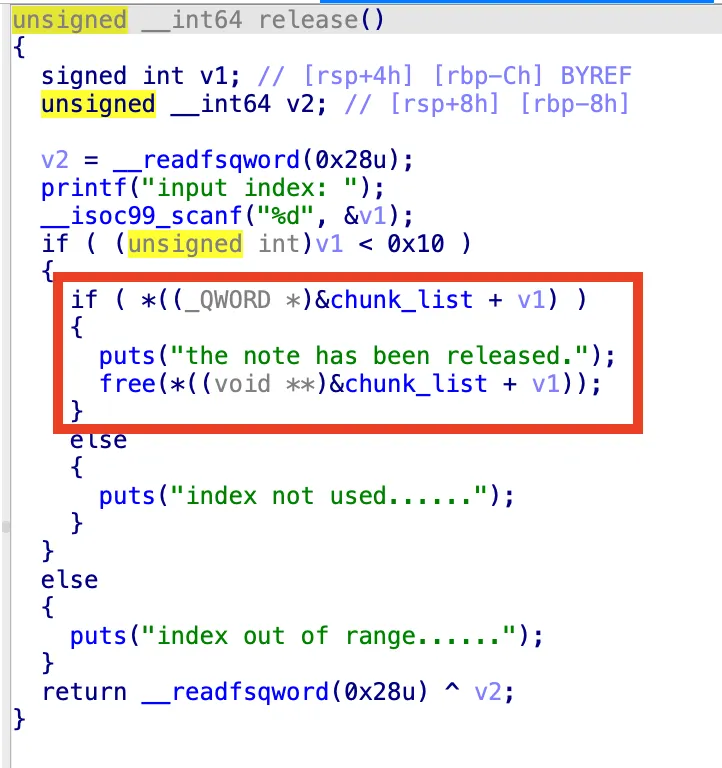 unsigned __int64 release()
{
  signed int v1; // [rsp+4h] [rbp-Ch] BYREF
  unsigned __int64 v2; // [rsp+8h] [rbp-8h]

  v2 = __readfsqword(0x28u);
  printf("input index: ");
  __isoc99_scanf("%d", &v1);
  if ( (unsigned int)v1 < 0x10 )
  {
    if ( *((_QWORD *)&chunk_list + v1) )
    {
      puts("the note has been released.");
      free(*((void **)&chunk_list + v1));
    }
    else
    {
      puts("index not used......");
    }
  }
  else
  {
    puts("index out of range......");
  }
  return __readfsqword(0x28u) ^ v2;
}